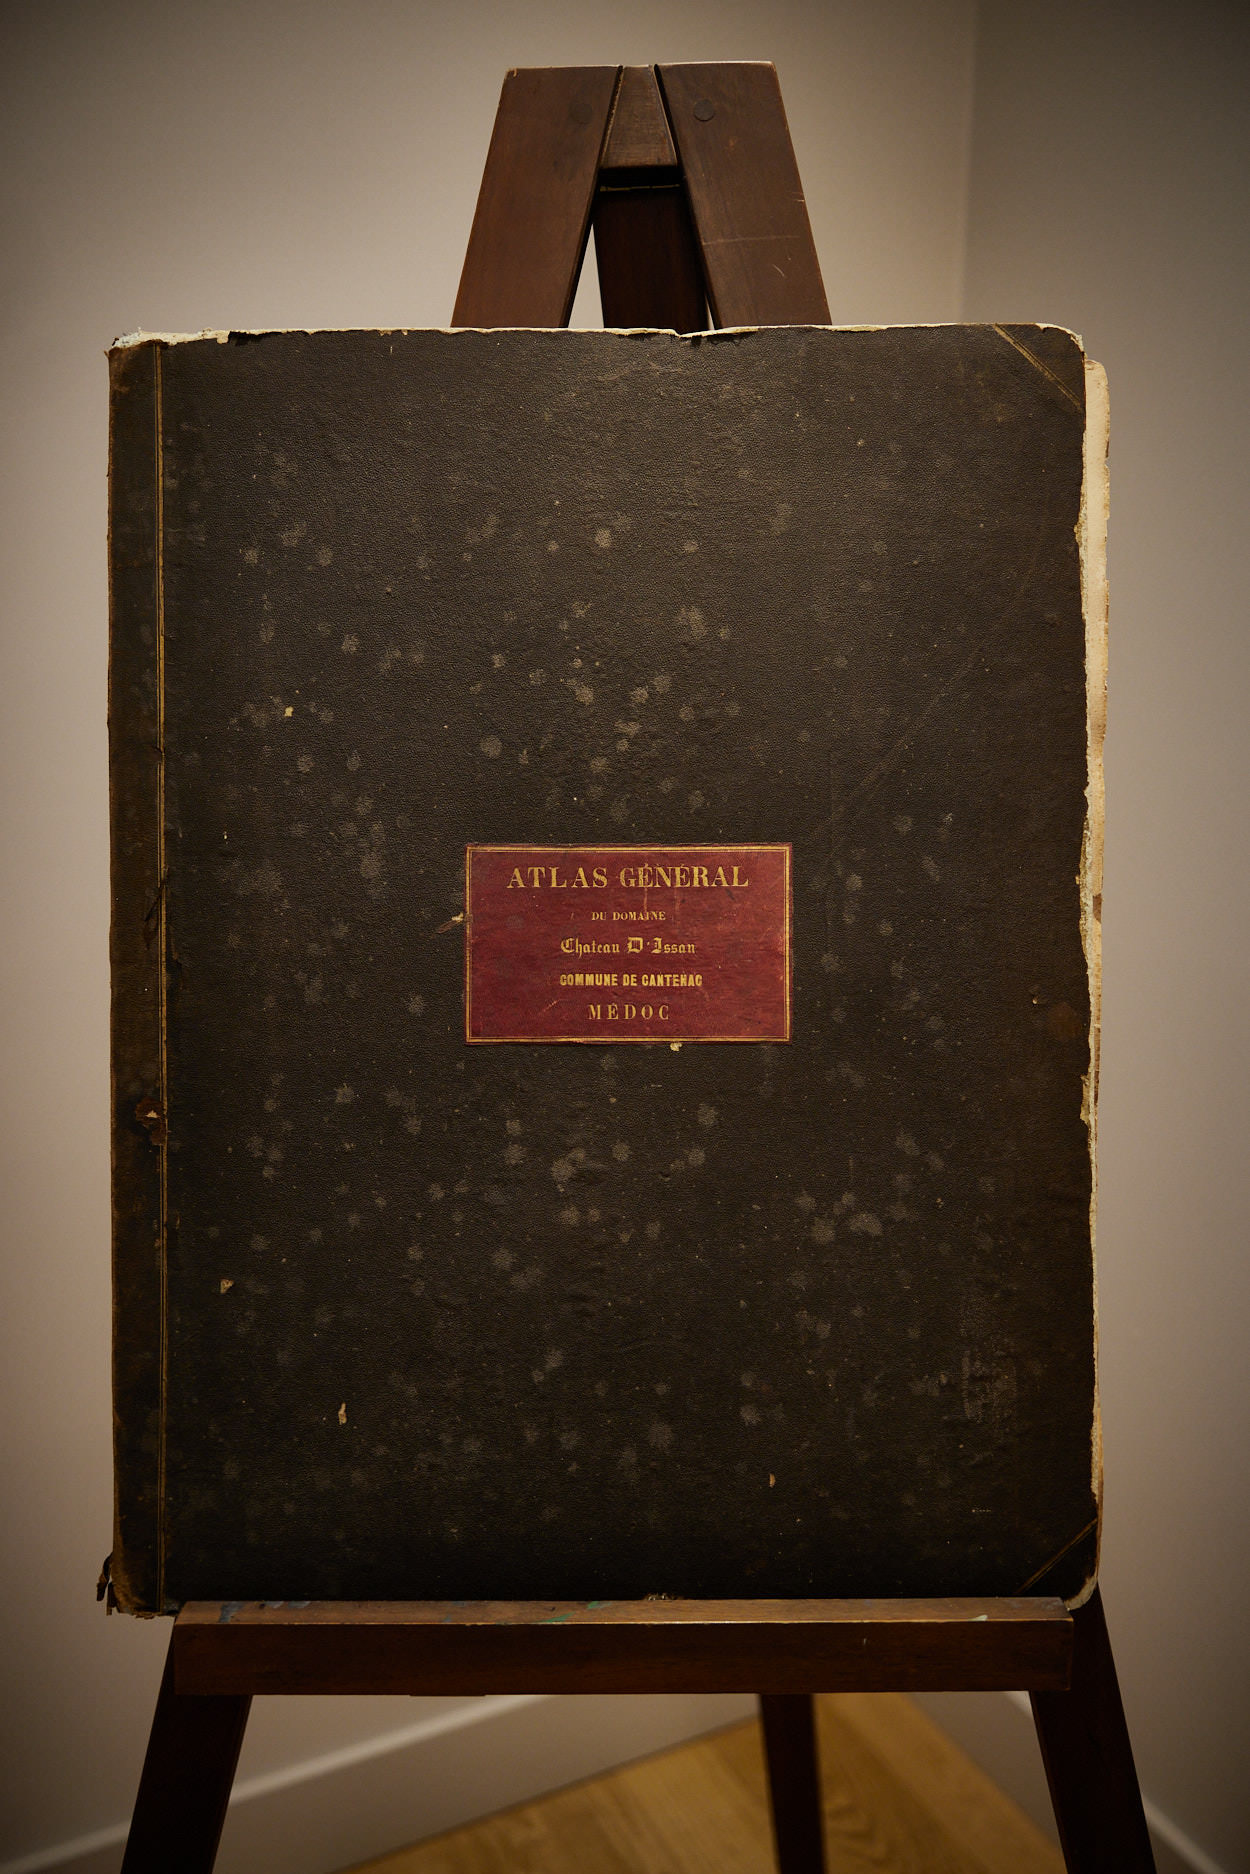 ATLAS GÉNÉRAL
DU DOMAINE
Chateau D'Issan
COMMUNE DE CANTENAC
MÉDOC